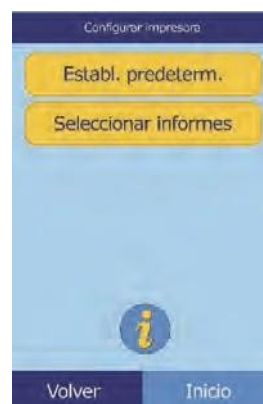 Configurar impresora
Establ. predeterm.
Seleccionar informes
i
Volver Inicio